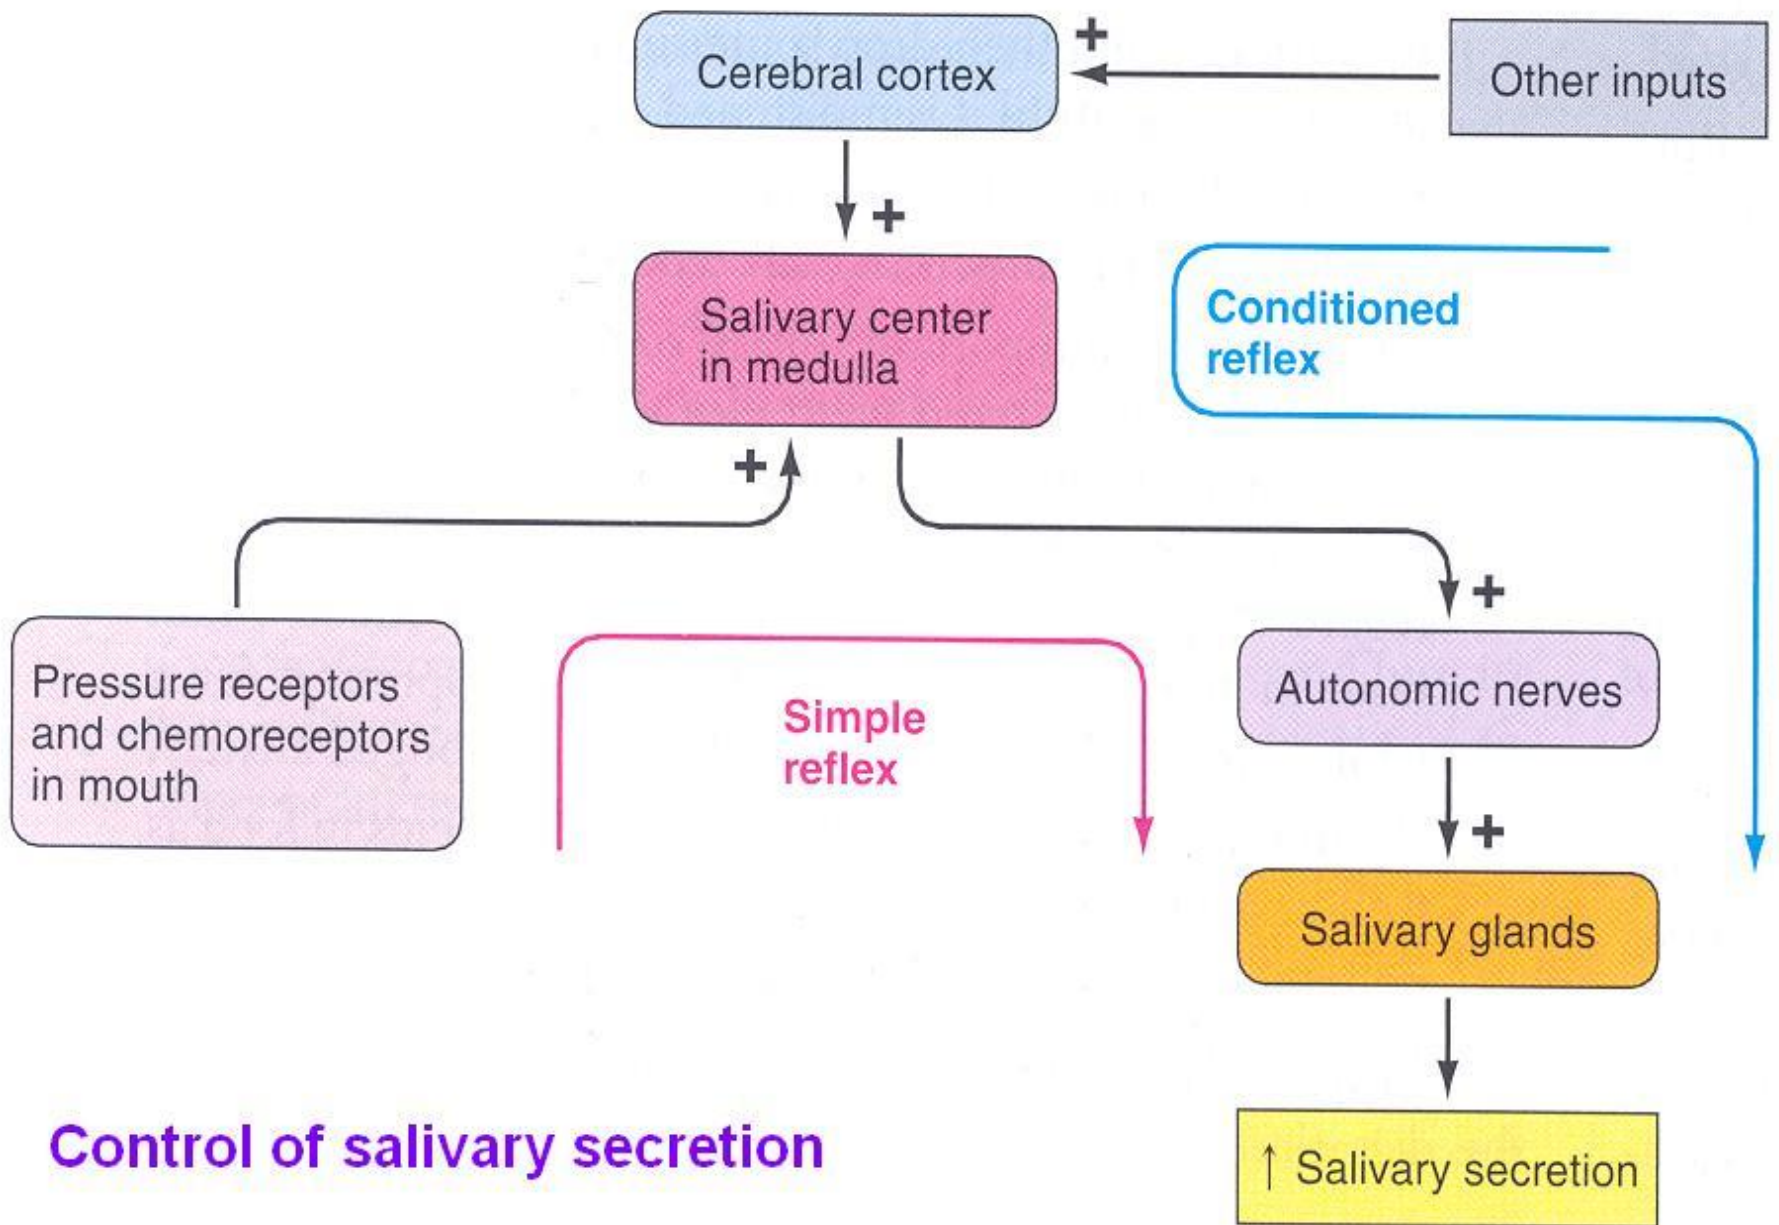 Cerebral cortex
+
Other inputs
+
Salivary center
in medulla
Conditioned
reflex
+
+
Pressure receptors
and chemoreceptors
in mouth
Simple
reflex
Autonomic nerves
+
Salivary glands
Control of salivary secretion
↑ Salivary secretion